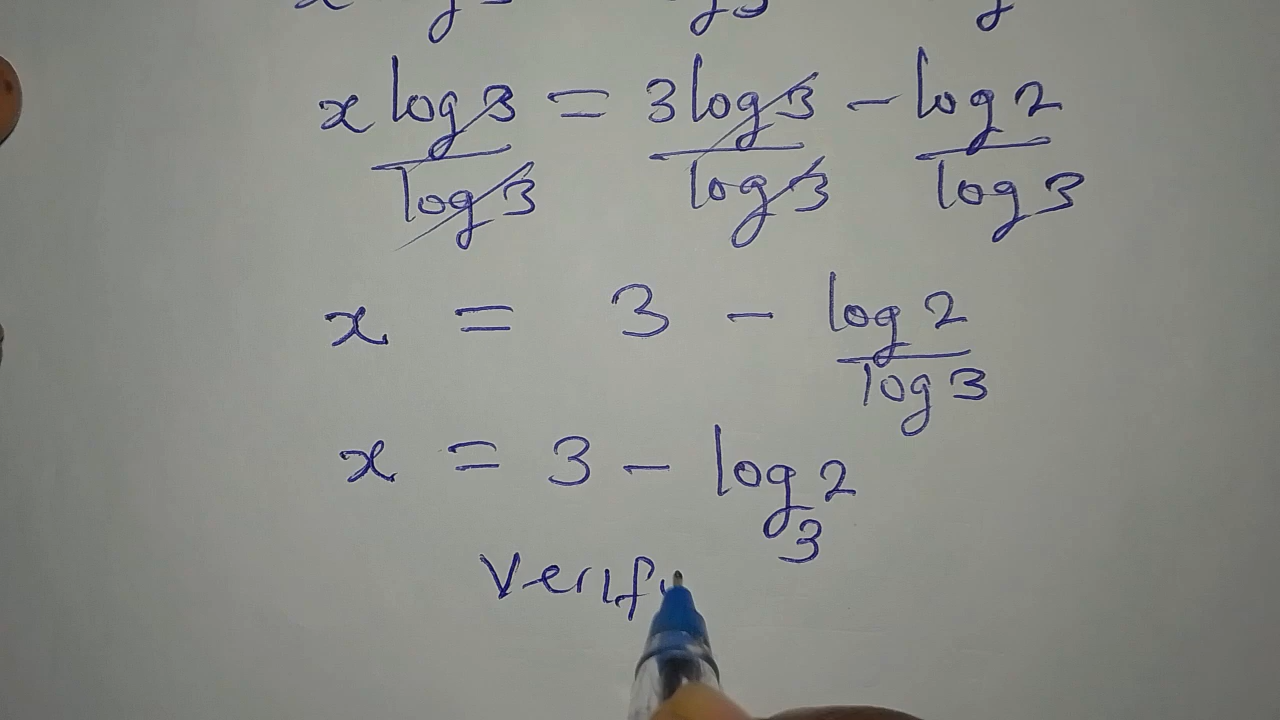 x log 3 = 3 log 3 - log 2
log 3 log 3 log 3
x = 3 - log 2
log 3
x = 3 - log₃ 2
Verif